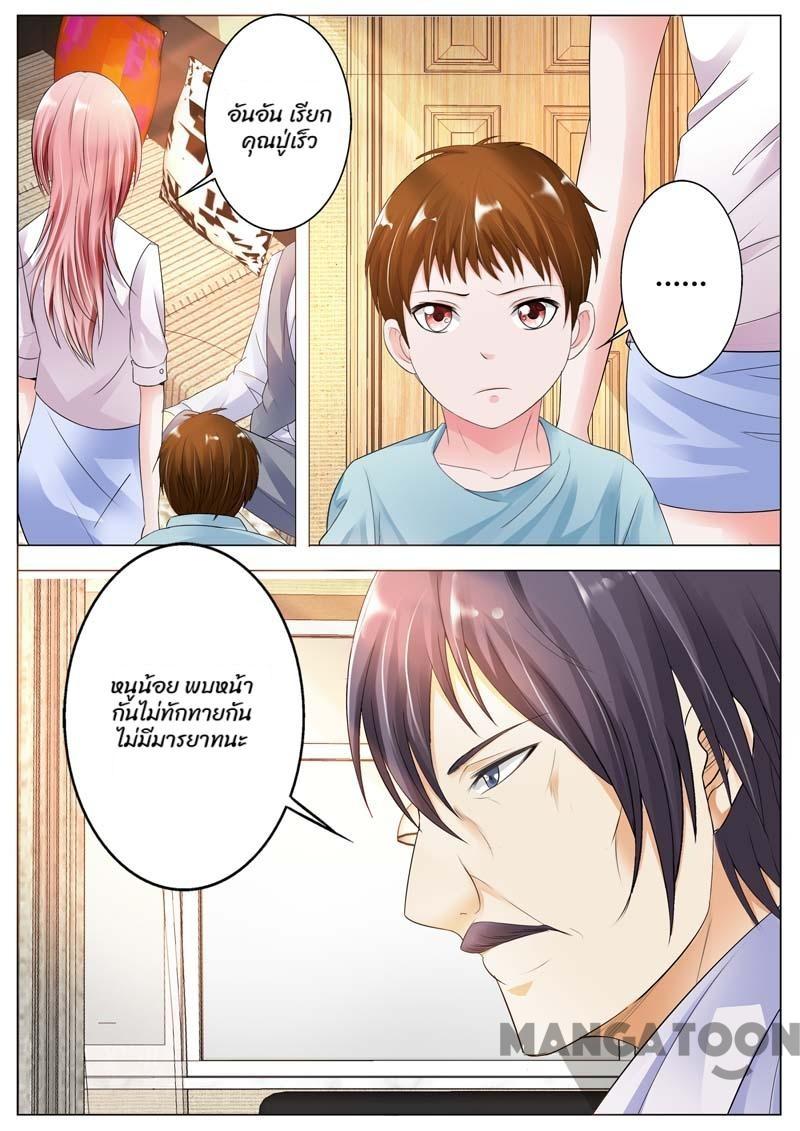 อันอัน เรียก
คุณปู่เร็ว
......
หนูน้อย พบหน้า
กันไม่ทักทายกัน
ไม่มีมารยาทนะ
MANGATOON